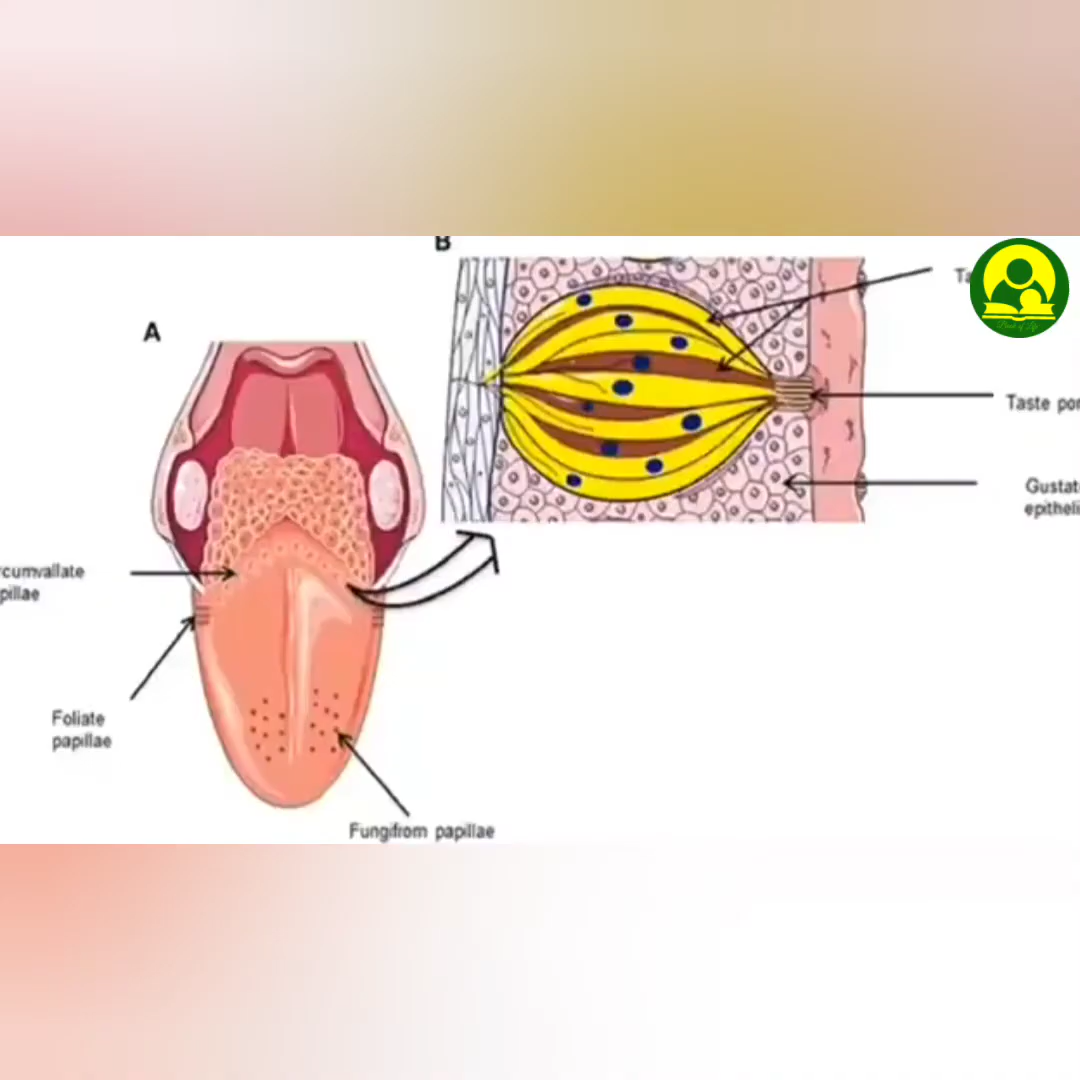 B
A
Taste por
Gustat
epitheli
rcumvallate
pillae
Foliate
papillae
Fungifrom papillae